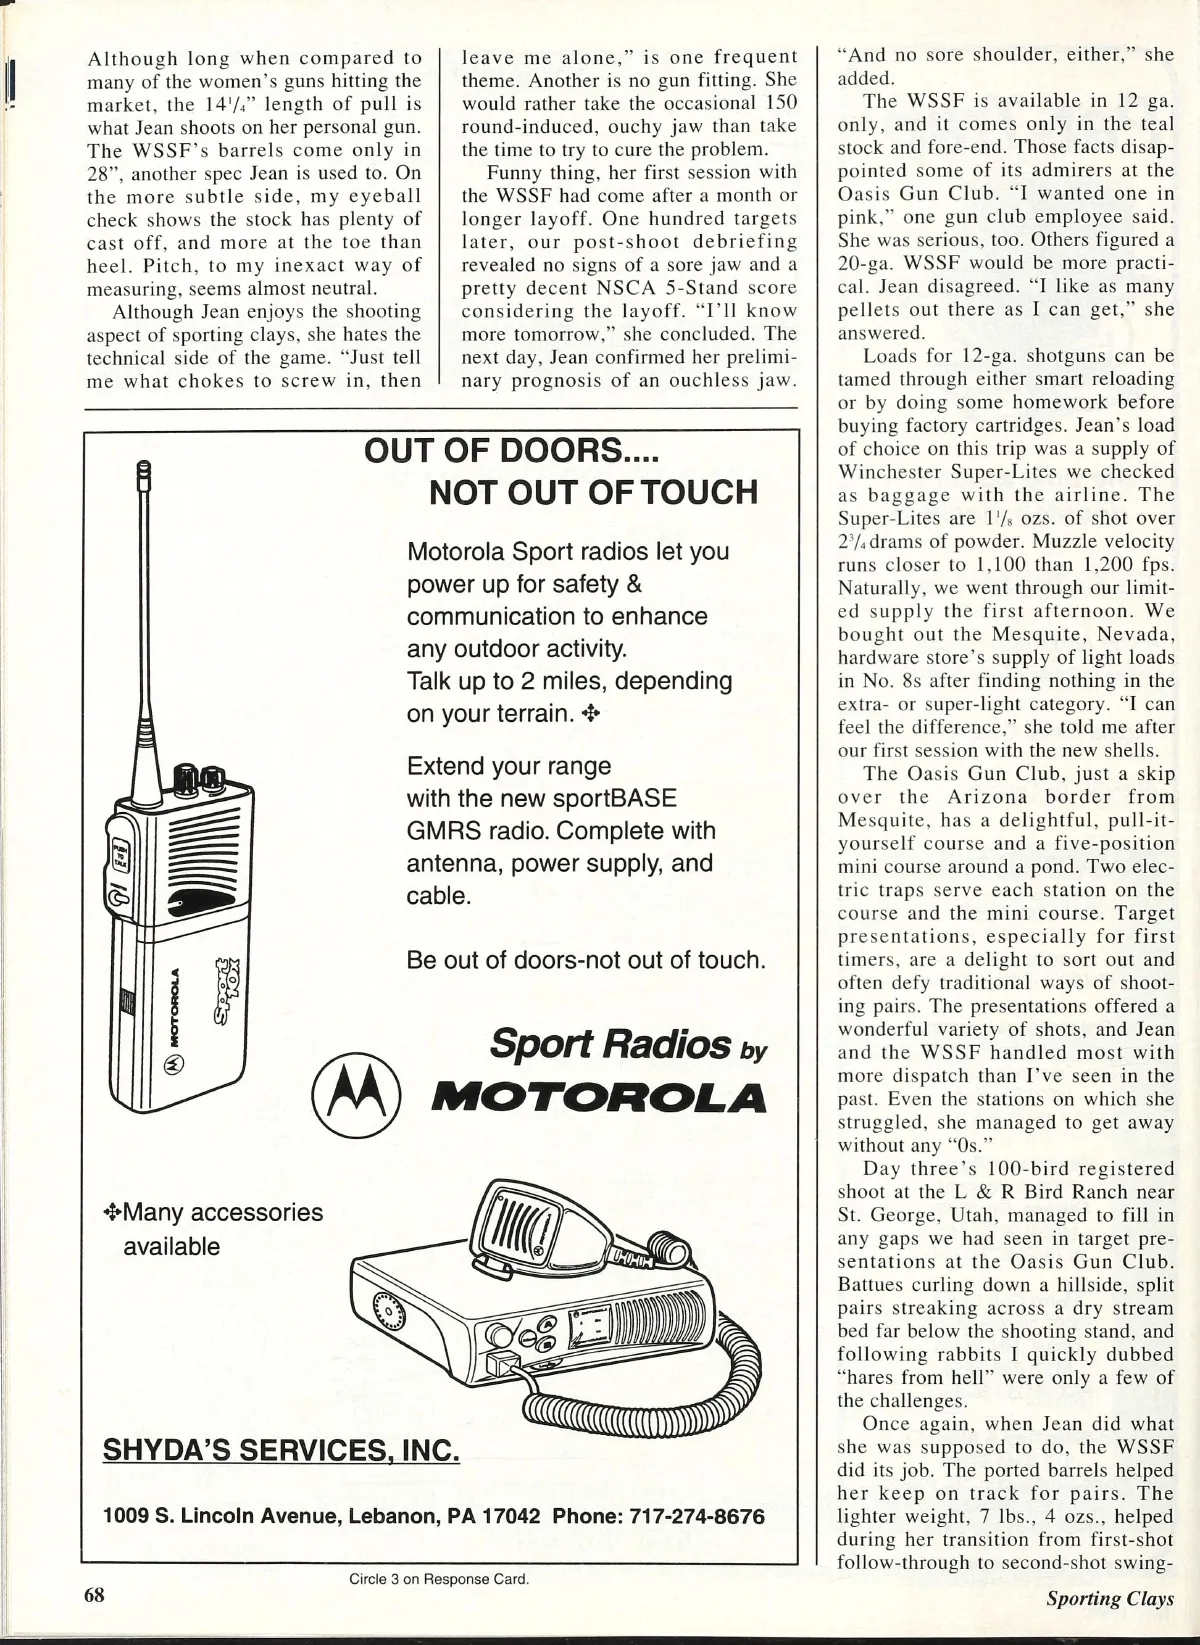 Although long when compared to
many of the women's guns hitting the
market, the 14¹/₄" length of pull is
what Jean shoots on her personal gun.
The WSSF's barrels come only in
28", another spec Jean is used to. On
the more subtle side, my eyeball
check shows the stock has plenty of
cast off, and more at the toe than
heel. Pitch, to my inexact way of
measuring, seems almost neutral.
Although Jean enjoys the shooting
aspect of sporting clays, she hates the
technical side of the game. “Just tell
me what chokes to screw in, then
leave me alone,” is one frequent
theme. Another is no gun fitting. She
would rather take the occasional 150
round-induced, ouchy jaw than take
the time to try to cure the problem.
Funny thing, her first session with
the WSSF had come after a month or
longer layoff. One hundred targets
later, our post-shoot debriefing
revealed no signs of a sore jaw and a
pretty decent NSCA 5-Stand score
considering the layoff. “I'll know
more tomorrow,” she concluded. The
next day, Jean confirmed her prelimi-
nary prognosis of an ouchless jaw.
“And no sore shoulder, either,” she
added.
The WSSF is available in 12 ga.
only, and it comes only in the teal
stock and fore-end. Those facts disap-
pointed some of its admirers at the
Oasis Gun Club. “I wanted one in
pink,” one gun club employee said.
She was serious, too. Others figured a
20-ga. WSSF would be more practi-
cal. Jean disagreed. “I like as many
pellets out there as I can get,” she
answered.
Loads for 12-ga. shotguns can be
tamed through either smart reloading
or by doing some homework before
buying factory cartridges. Jean's load
of choice on this trip was a supply of
Winchester Super-Lites we checked
as baggage with the airline. The
Super-Lites are 1¹/₈ ozs. of shot over
2³/₄ drams of powder. Muzzle velocity
runs closer to 1,100 than 1,200 fps.
Naturally, we went through our limit-
ed supply the first afternoon. We
bought out the Mesquite, Nevada,
hardware store's supply of light loads
in No. 8s after finding nothing in the
extra- or super-light category. “I can
feel the difference,” she told me after
our first session with the new shells.
The Oasis Gun Club, just a skip
over the Arizona border from
Mesquite, has a delightful, pull-it-
yourself course and a five-position
mini course around a pond. Two elec-
tric traps serve each station on the
course and the mini course. Target
presentations, especially for first
timers, are a delight to sort out and
often defy traditional ways of shoot-
ing pairs. The presentations offered a
wonderful variety of shots, and Jean
and the WSSF handled most with
more dispatch than I've seen in the
past. Even the stations on which she
struggled, she managed to get away
without any “0s.”
Day three's 100-bird registered
shoot at the L & R Bird Ranch near
St. George, Utah, managed to fill in
any gaps we had seen in target pre-
sentations at the Oasis Gun Club.
Battues curling down a hillside, split
pairs streaking across a dry stream
bed far below the shooting stand, and
following rabbits I quickly dubbed
“hares from hell” were only a few of
the challenges.
Once again, when Jean did what
she was supposed to do, the WSSF
did its job. The ported barrels helped
her keep on track for pairs. The
lighter weight, 7 lbs., 4 ozs., helped
during her transition from first-shot
follow-through to second-shot swing-
OUT OF DOORS....
NOT OUT OF TOUCH
Motorola Sport radios let you
power up for safety &
communication to enhance
any outdoor activity.
Talk up to 2 miles, depending
on your terrain. ✣
Extend your range
with the new sportBASE
GMRS radio. Complete with
antenna, power supply, and
cable.
Be out of doors-not out of touch.
PUSH
TO
TALK
MOTOROLA
Sport
10x
Sport Radios by
MOTOROLA
✣Many accessories
available
SHYDA'S SERVICES, INC.
1009 S. Lincoln Avenue, Lebanon, PA 17042 Phone: 717-274-8676
Circle 3 on Response Card.
68
Sporting Clays